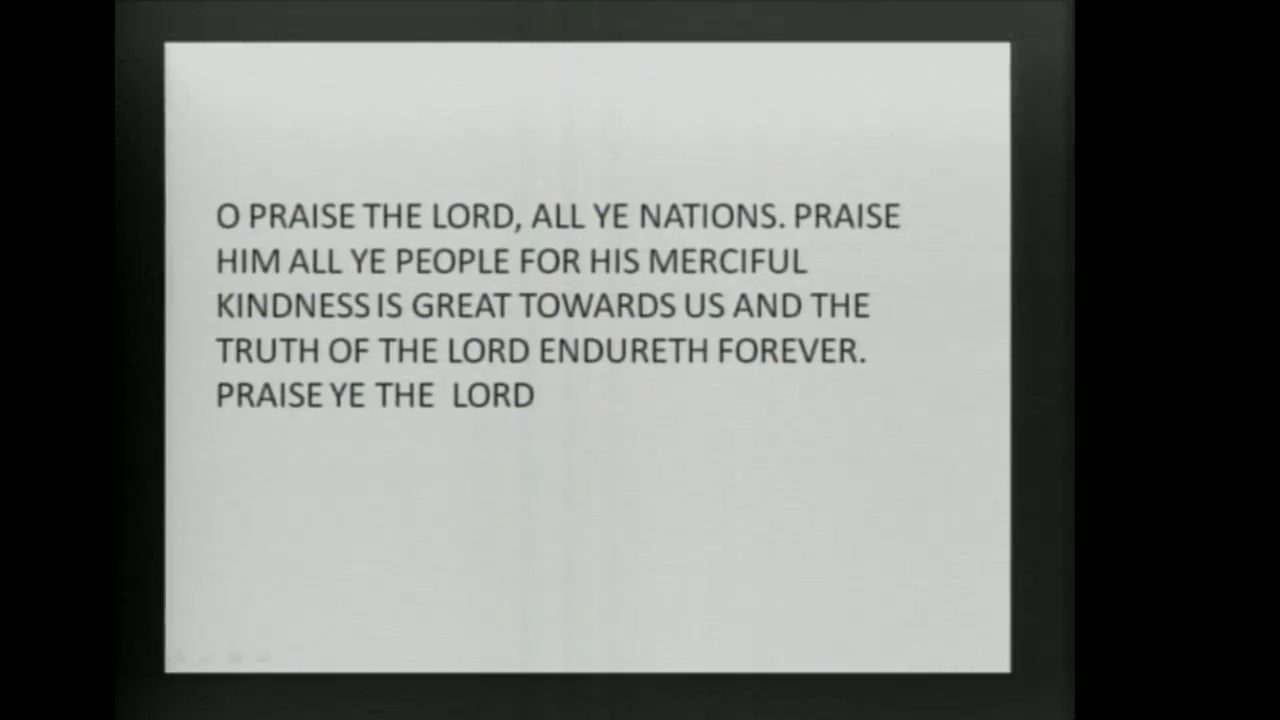 O PRAISE THE LORD, ALL YE NATIONS. PRAISE
HIM ALL YE PEOPLE FOR HIS MERCIFUL
KINDNESS IS GREAT TOWARDS US AND THE
TRUTH OF THE LORD ENDURETH FOREVER.
PRAISE YE THE  LORD